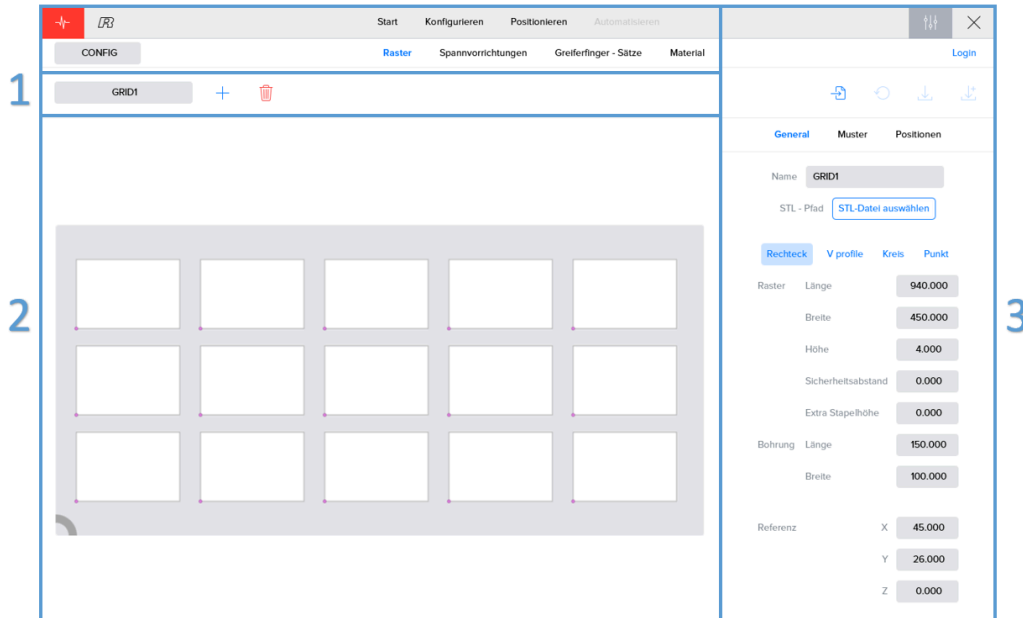 Start Konfigurieren Positionieren Automatisieren
CONFIG Raster Spannvorrichtungen Greiferfinger - Sätze Material
Login
1
GRID1
General Muster Positionen
Name GRID1
STL - Pfad STL-Datei auswählen
Rechteck V profile Kreis Punkt
Raster Länge 940.000
Breite 450.000
2
3
Höhe 4.000
Sicherheitsabstand 0.000
Extra Stapelhöhe 0.000
Bohrung Länge 150.000
Breite 100.000
Referenz X 45.000
Y 26.000
Z 0.000